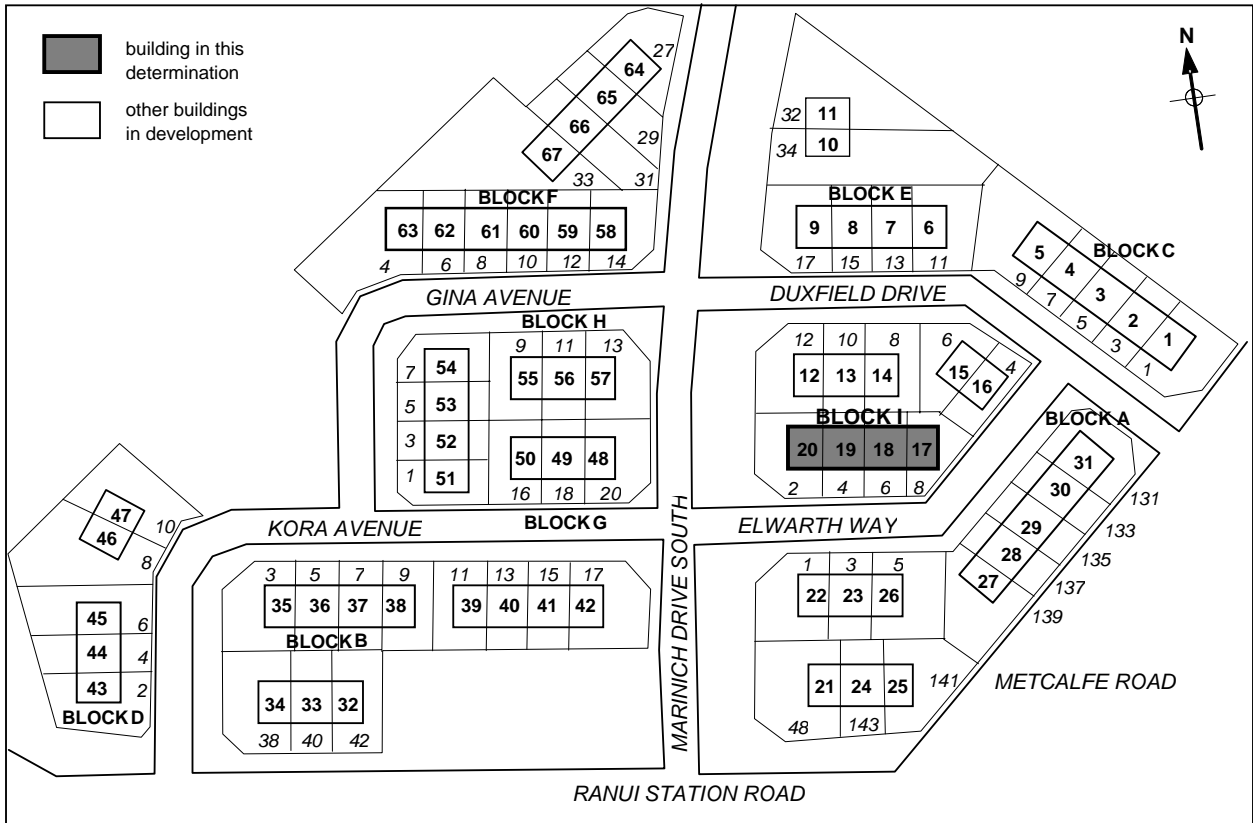 building in this
determination
other buildings
in development
N
27
64
65
66
67
29
31
33
BLOCK F
63 62 61 60 59 58
4 6 8 10 12 14
GINA AVENUE
32 11
34 10
BLOCK E
9 8 7 6
17 15 13 11
DUXFIELD DRIVE
BLOCK C
5 4 3 2 1
9 7 5 3 1
BLOCK H
9 11 13
55 56 57
7 54
5 53
3 52
1 51
50 49 48
16 18 20
BLOCK G
12 10 8 6 4
12 13 14 15 16
BLOCK I
20 19 18 17
2 4 6 8
ELWARTH WAY
BLOCK A
31
30
29
28
27
131
133
135
137
139
47 10
46 8
KORA AVENUE
3 5 7 9 11 13 15 17
35 36 37 38 39 40 41 42
BLOCK B
34 33 32
38 40 42
45 6
44 4
43 2
BLOCK D
MARINICH DRIVE SOUTH
1 3 5
22 23 26
21 24 25
48 143 141
METCALFE ROAD
RANUI STATION ROAD